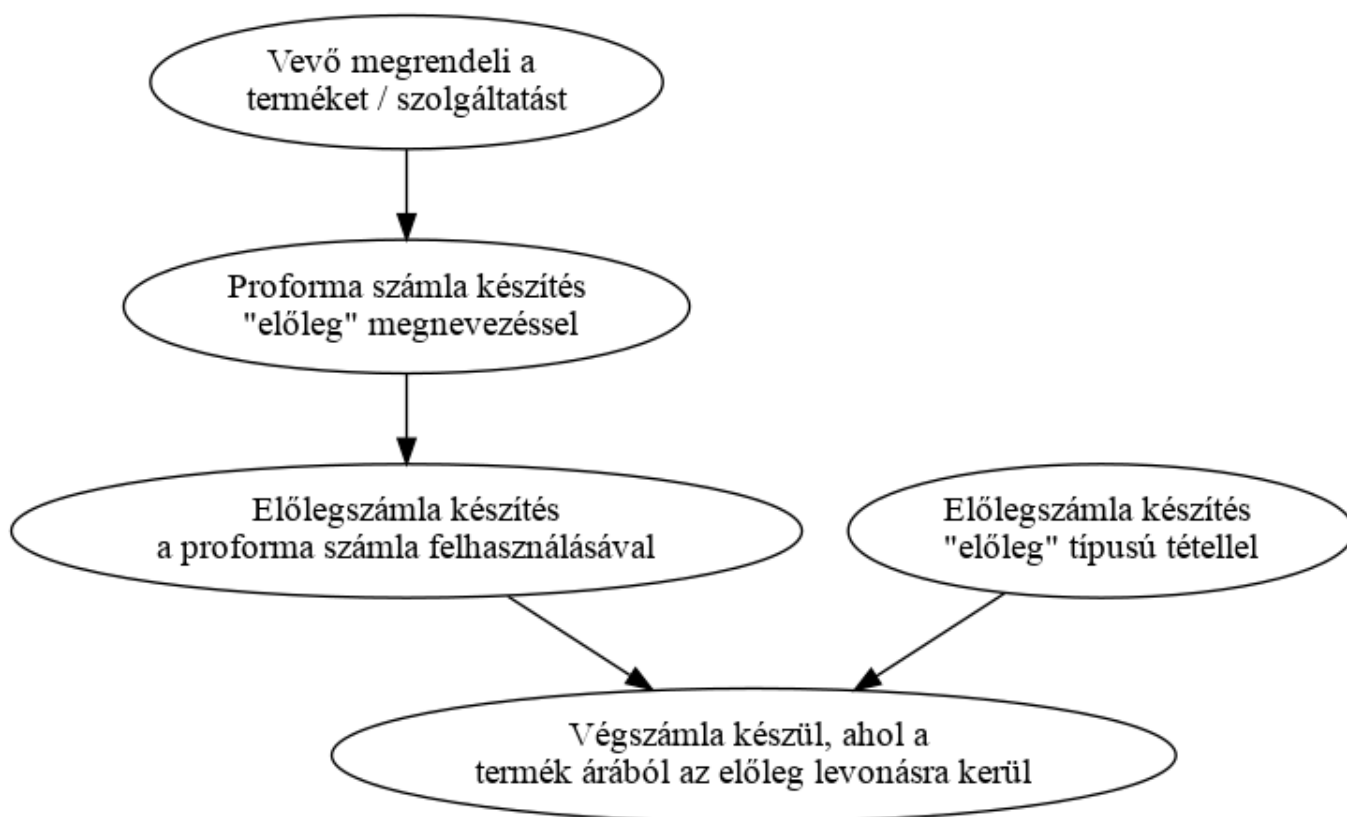 Vevő megrendeli a
terméket / szolgáltatást
Proforma számla készítés
"előleg" megnevezéssel
Előlegszámla készítés
a proforma számla felhasználásával
Előlegszámla készítés
"előleg" típusú tétellel
Végszámla készül, ahol a
termék árából az előleg levonásra kerül